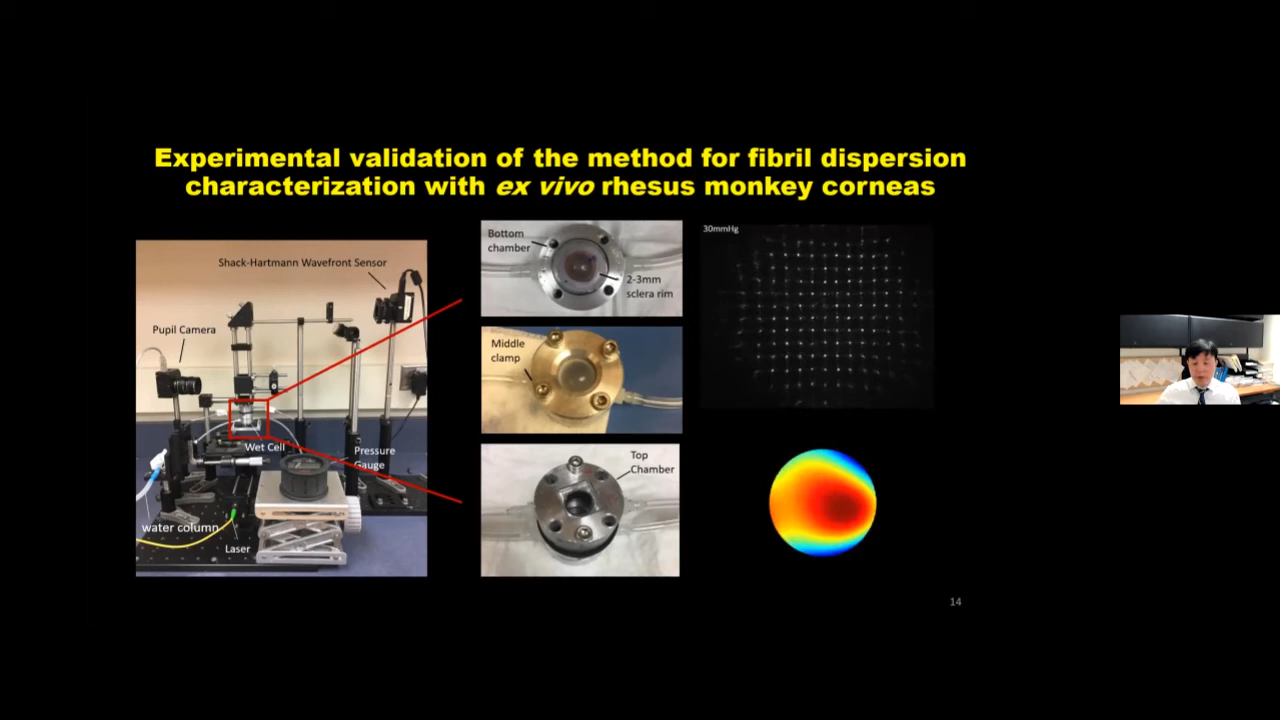 Experimental validation of the method for fibril dispersion
characterization with ex vivo rhesus monkey corneas
Shack-Hartmann Wavefront Sensor
Pupil Camera
Wet Cell
Pressure
Gauge
water column
Laser
Bottom
chamber
2-3mm
sclera rim
Middle
clamp
Top
Chamber
30mmHg
14